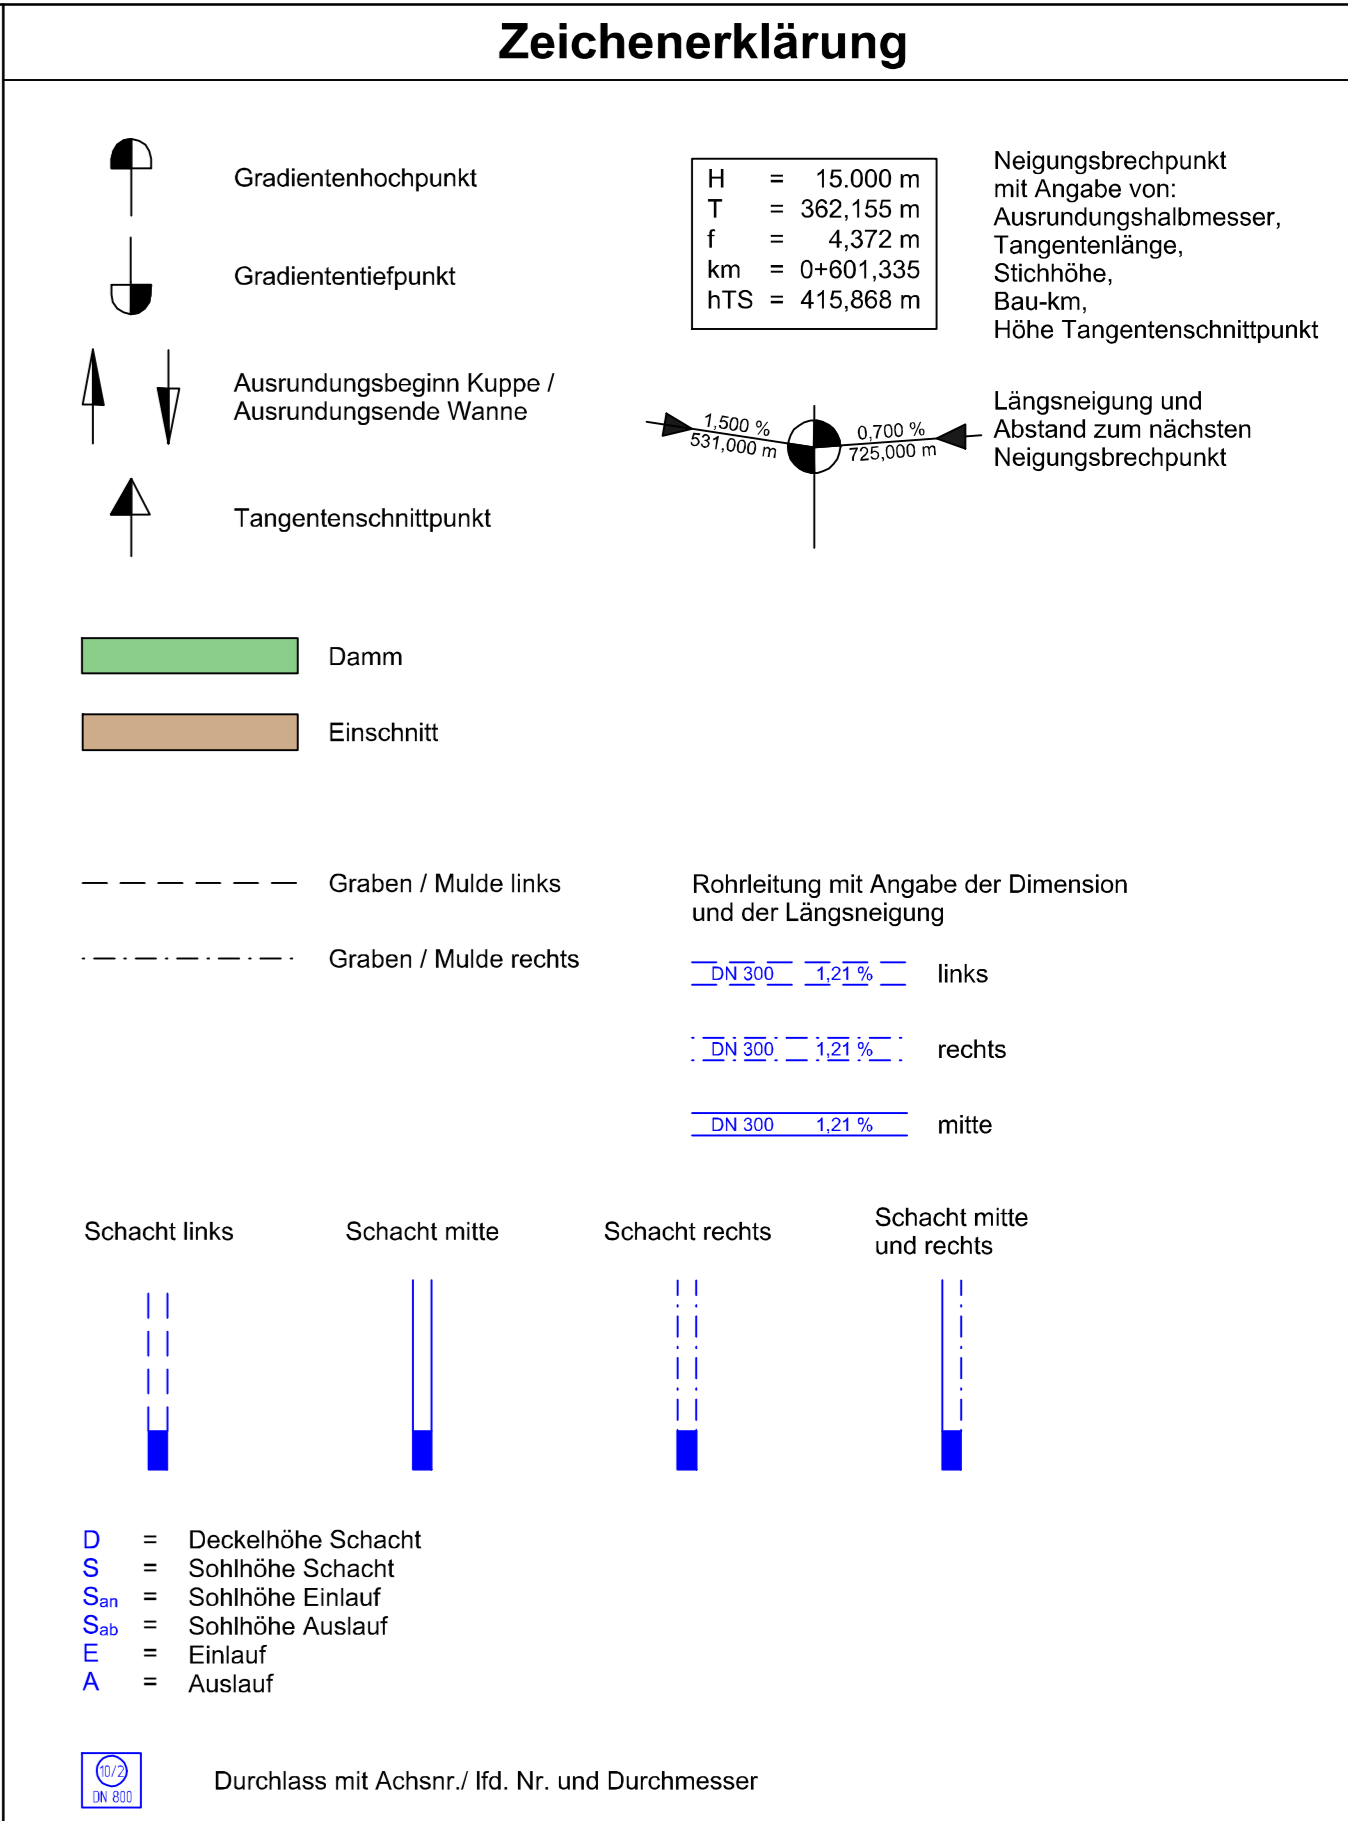 Zeichenerklärung
Gradientenhochpunkt
Gradiententiefpunkt
Ausrundungsbeginn Kuppe /
Ausrundungsende Wanne
Tangentenschnittpunkt
H = 15.000 m
T = 362,155 m
f = 4,372 m
km = 0+601,335
hTS = 415,868 m
Neigungsbrechpunkt
mit Angabe von:
Ausrundungshalbmesser,
Tangentenlänge,
Stichhöhe,
Bau-km,
Höhe Tangentenschnittpunkt
1,500 %
531,000 m
0,700 %
725,000 m
Längsneigung und
Abstand zum nächsten
Neigungsbrechpunkt
Damm
Einschnitt
Graben / Mulde links
Graben / Mulde rechts
Rohrleitung mit Angabe der Dimension
und der Längsneigung
DN 300 1,21 % links
DN 300 1,21 % rechts
DN 300 1,21 % mitte
Schacht links
Schacht mitte
Schacht rechts
Schacht mitte
und rechts
D = Deckelhöhe Schacht
S = Sohlhöhe Schacht
San = Sohlhöhe Einlauf
Sab = Sohlhöhe Auslauf
E = Einlauf
A = Auslauf
10/2
DN 800
Durchlass mit Achsnr./ lfd. Nr. und Durchmesser